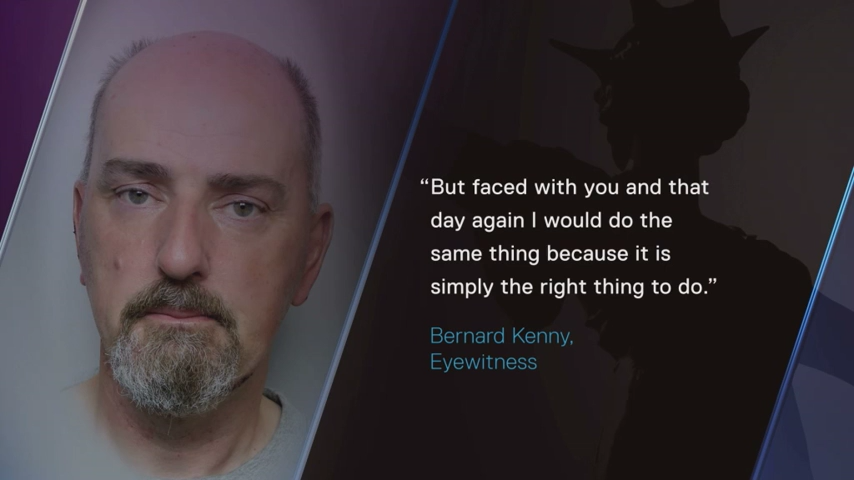 “But faced with you and that
day again I would do the
same thing because it is
simply the right thing to do.”
Bernard Kenny,
Eyewitness